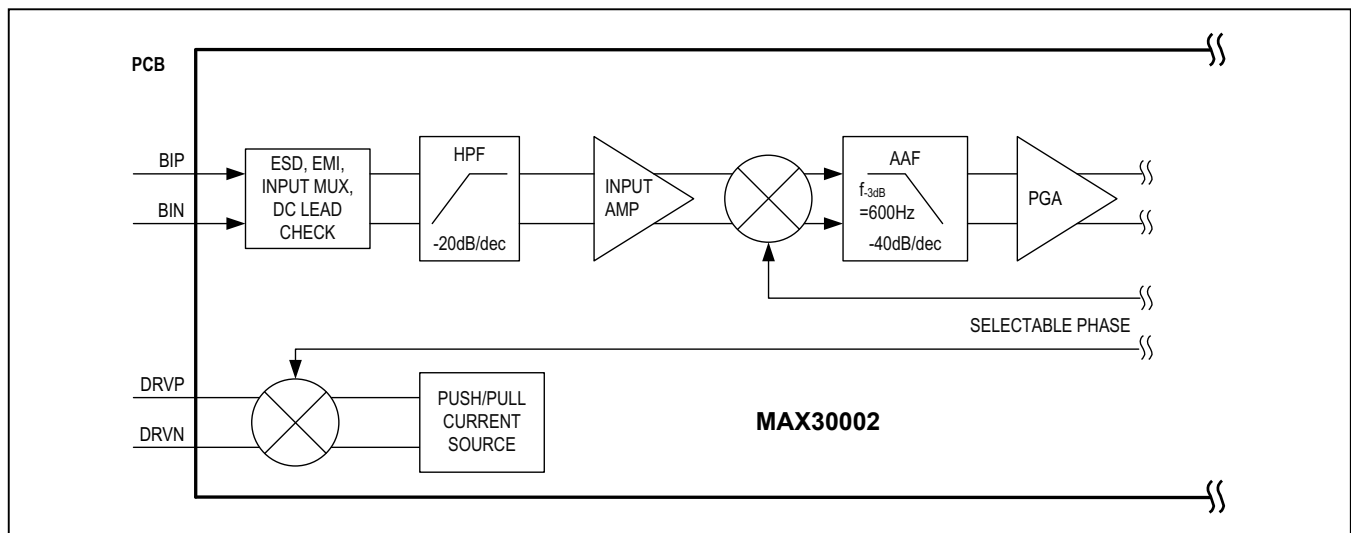 PCB
BIP
BIN
ESD, EMI,
INPUT MUX,
DC LEAD
CHECK
HPF
-20dB/dec
INPUT
AMP
AAF
f-3dB
=600Hz
-40dB/dec
PGA
SELECTABLE PHASE
DRVP
DRVN
PUSH/PULL
CURRENT
SOURCE
MAX30002